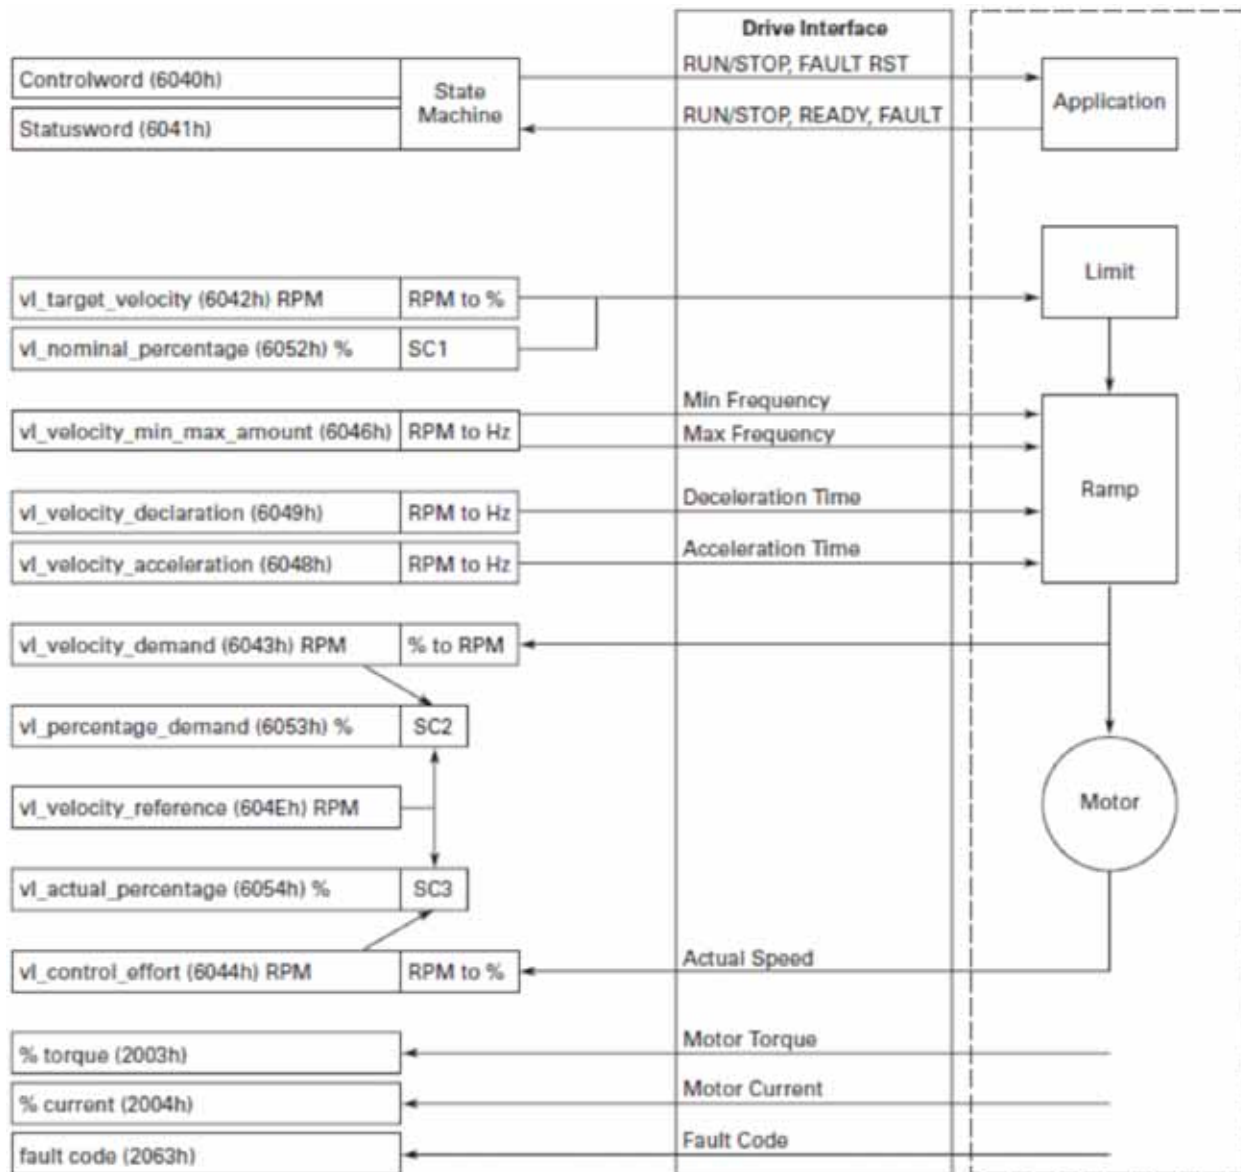 Drive Interface
Controlword (6040h)
State
Machine
RUN/STOP, FAULT RST
Application
Statusword (6041h)
RUN/STOP, READY, FAULT
Limit
vl_target_velocity (6042h) RPM
RPM to %
vl_nominal_percentage (6052h) %
SC1
Min Frequency
vl_velocity_min_max_amount (6046h)
RPM to Hz
Max Frequency
Ramp
Deceleration Time
vl_velocity_declaration (6049h)
RPM to Hz
Acceleration Time
vl_velocity_acceleration (6048h)
RPM to Hz
vl_velocity_demand (6043h) RPM
% to RPM
vl_percentage_demand (6053h) %
SC2
vl_velocity_reference (604Eh) RPM
Motor
vl_actual_percentage (6054h) %
SC3
vl_control_effort (6044h) RPM
RPM to %
Actual Speed
% torque (2003h)
Motor Torque
% current (2004h)
Motor Current
fault code (2063h)
Fault Code